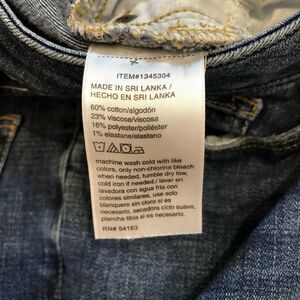 ITEM#1345304
MADE IN SRI LANKA /
HECHO EN SRI LANKA
60% cotton/algodón
23% viscose/viscosa
16% polyester/poliéster
1% elastane/elastano
machine wash cold with like
colors, only non-chlorine bleach
when needed, tumble dry low,
cold iron if needed./ lavar en
lavadora con agua fria con
colores similares, use solo
blanquero sin cloro si es
necesario, secadora ciclo suave,
plancha tibia si es necesario.
RN# 54163